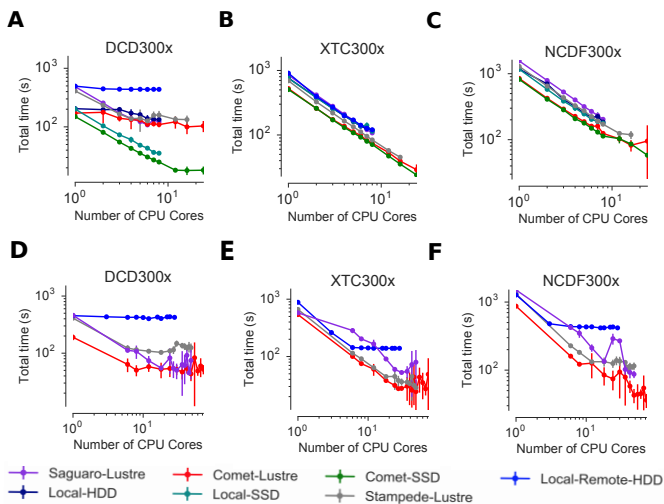 A
DCD300x
Total time (s)
10³
10²
10⁰
10¹
Number of CPU Cores
B
XTC300x
Total time (s)
10³
10²
10⁰
10¹
Number of CPU Cores
C
NCDF300x
Total time (s)
10³
10²
10⁰
10¹
Number of CPU Cores
D
DCD300x
Total time (s)
10³
10²
10⁰
10¹
Number of CPU Cores
E
XTC300x
Total time (s)
10³
10²
10⁰
10¹
Number of CPU Cores
F
NCDF300x
Total time (s)
10³
10²
10⁰
10¹
Number of CPU Cores
Saguaro-Lustre
Comet-Lustre
Comet-SSD
Local-Remote-HDD
Local-HDD
Local-SSD
Stampede-Lustre